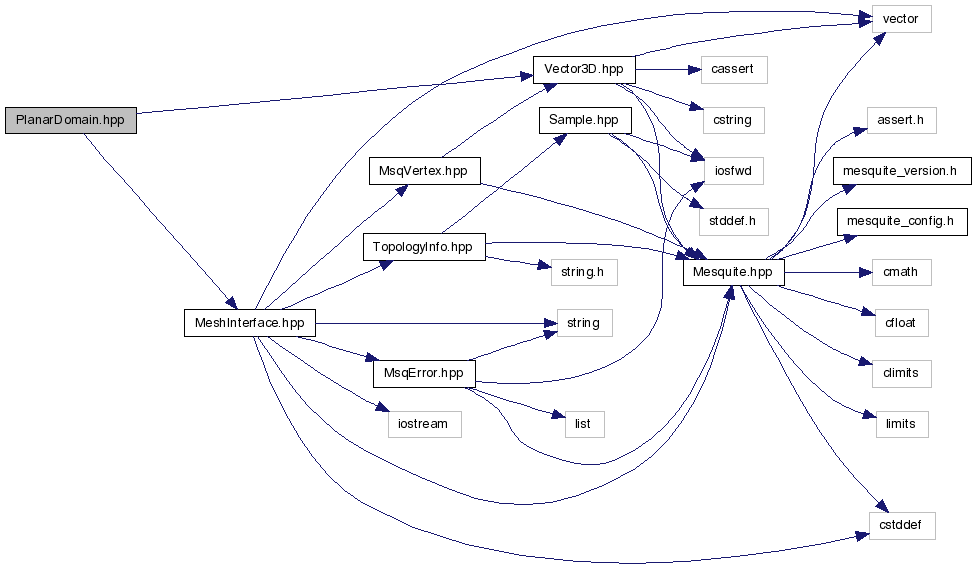 vector
Vector3D.hpp
cassert
PlanarDomain.hpp
Sample.hpp
cstring
assert.h
MsqVertex.hpp
iosfwd
mesquite_version.h
stddef.h
mesquite_config.h
TopologyInfo.hpp
string.h
Mesquite.hpp
cmath
MeshInterface.hpp
string
cfloat
MsqError.hpp
climits
iostream
list
limits
cstddef